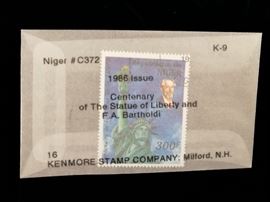 K-9
Niger #C372
1986 Issue
Centenary
of The Statue of Liberty and
F.A. Bartholdi
NIGER
300F
16
KENMORE STAMP COMPANY: Milford, N.H.